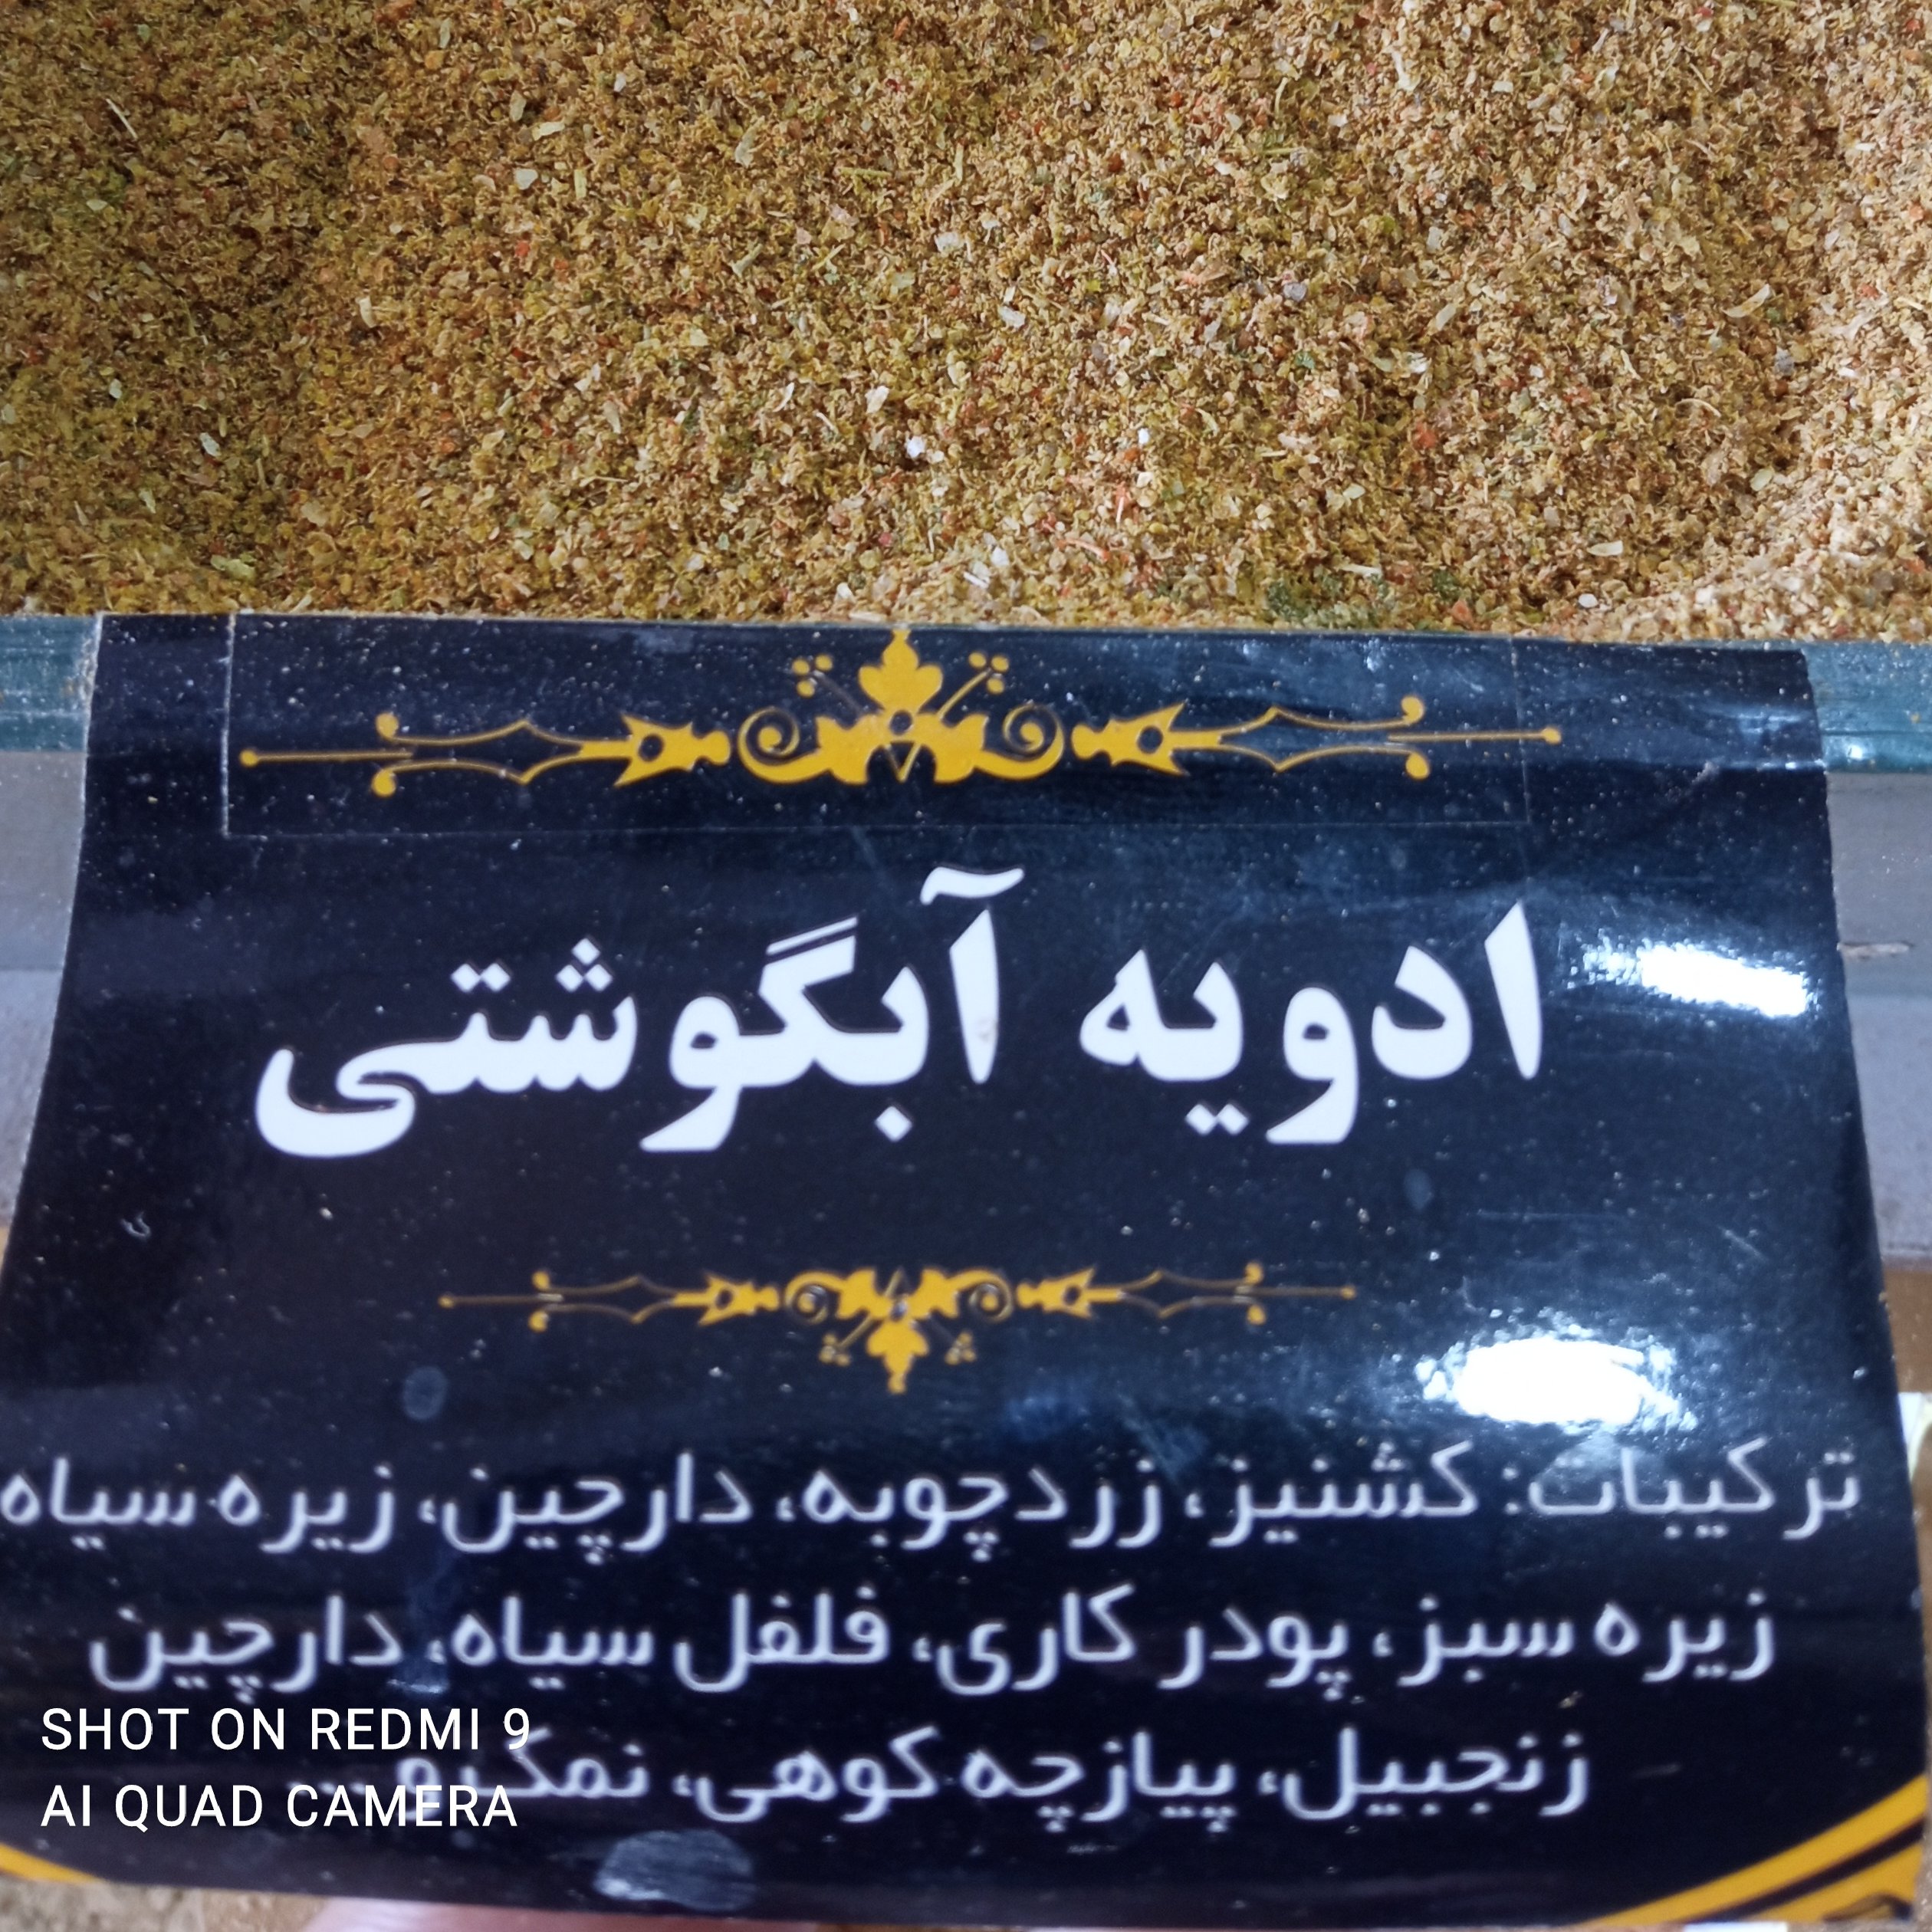 ادویه آبگوشتی
ترکیبات: کشنیز، زردچوبه، دارچین، زیره سیاه
زیره سبز، پودر کاری، فلفل سیاه، دارچین
زنجبیل، پیازچه کوهی، نمک و...
SHOT ON REDMI 9
AI QUAD CAMERA